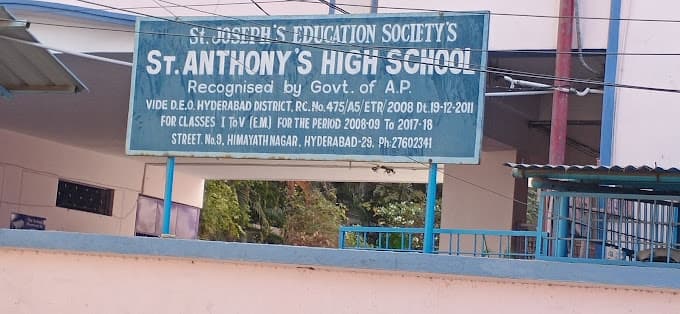 St. JOSEPH'S EDUCATION SOCIETY'S
ST. ANTHONY'S HIGH SCHOOL
Recognised by Govt. of A.P.
VIDE D.E.O. HYDERABAD DISTRICT, RC. No. 475/A5/ETR/2008 Dt. 19-12-2011
FOR CLASSES I To V (E.M.) FOR THE PERIOD 2008-09 To 2017-18
STREET No.9, HIMAYATH NAGAR, HYDERABAD-29. Ph: 27602341